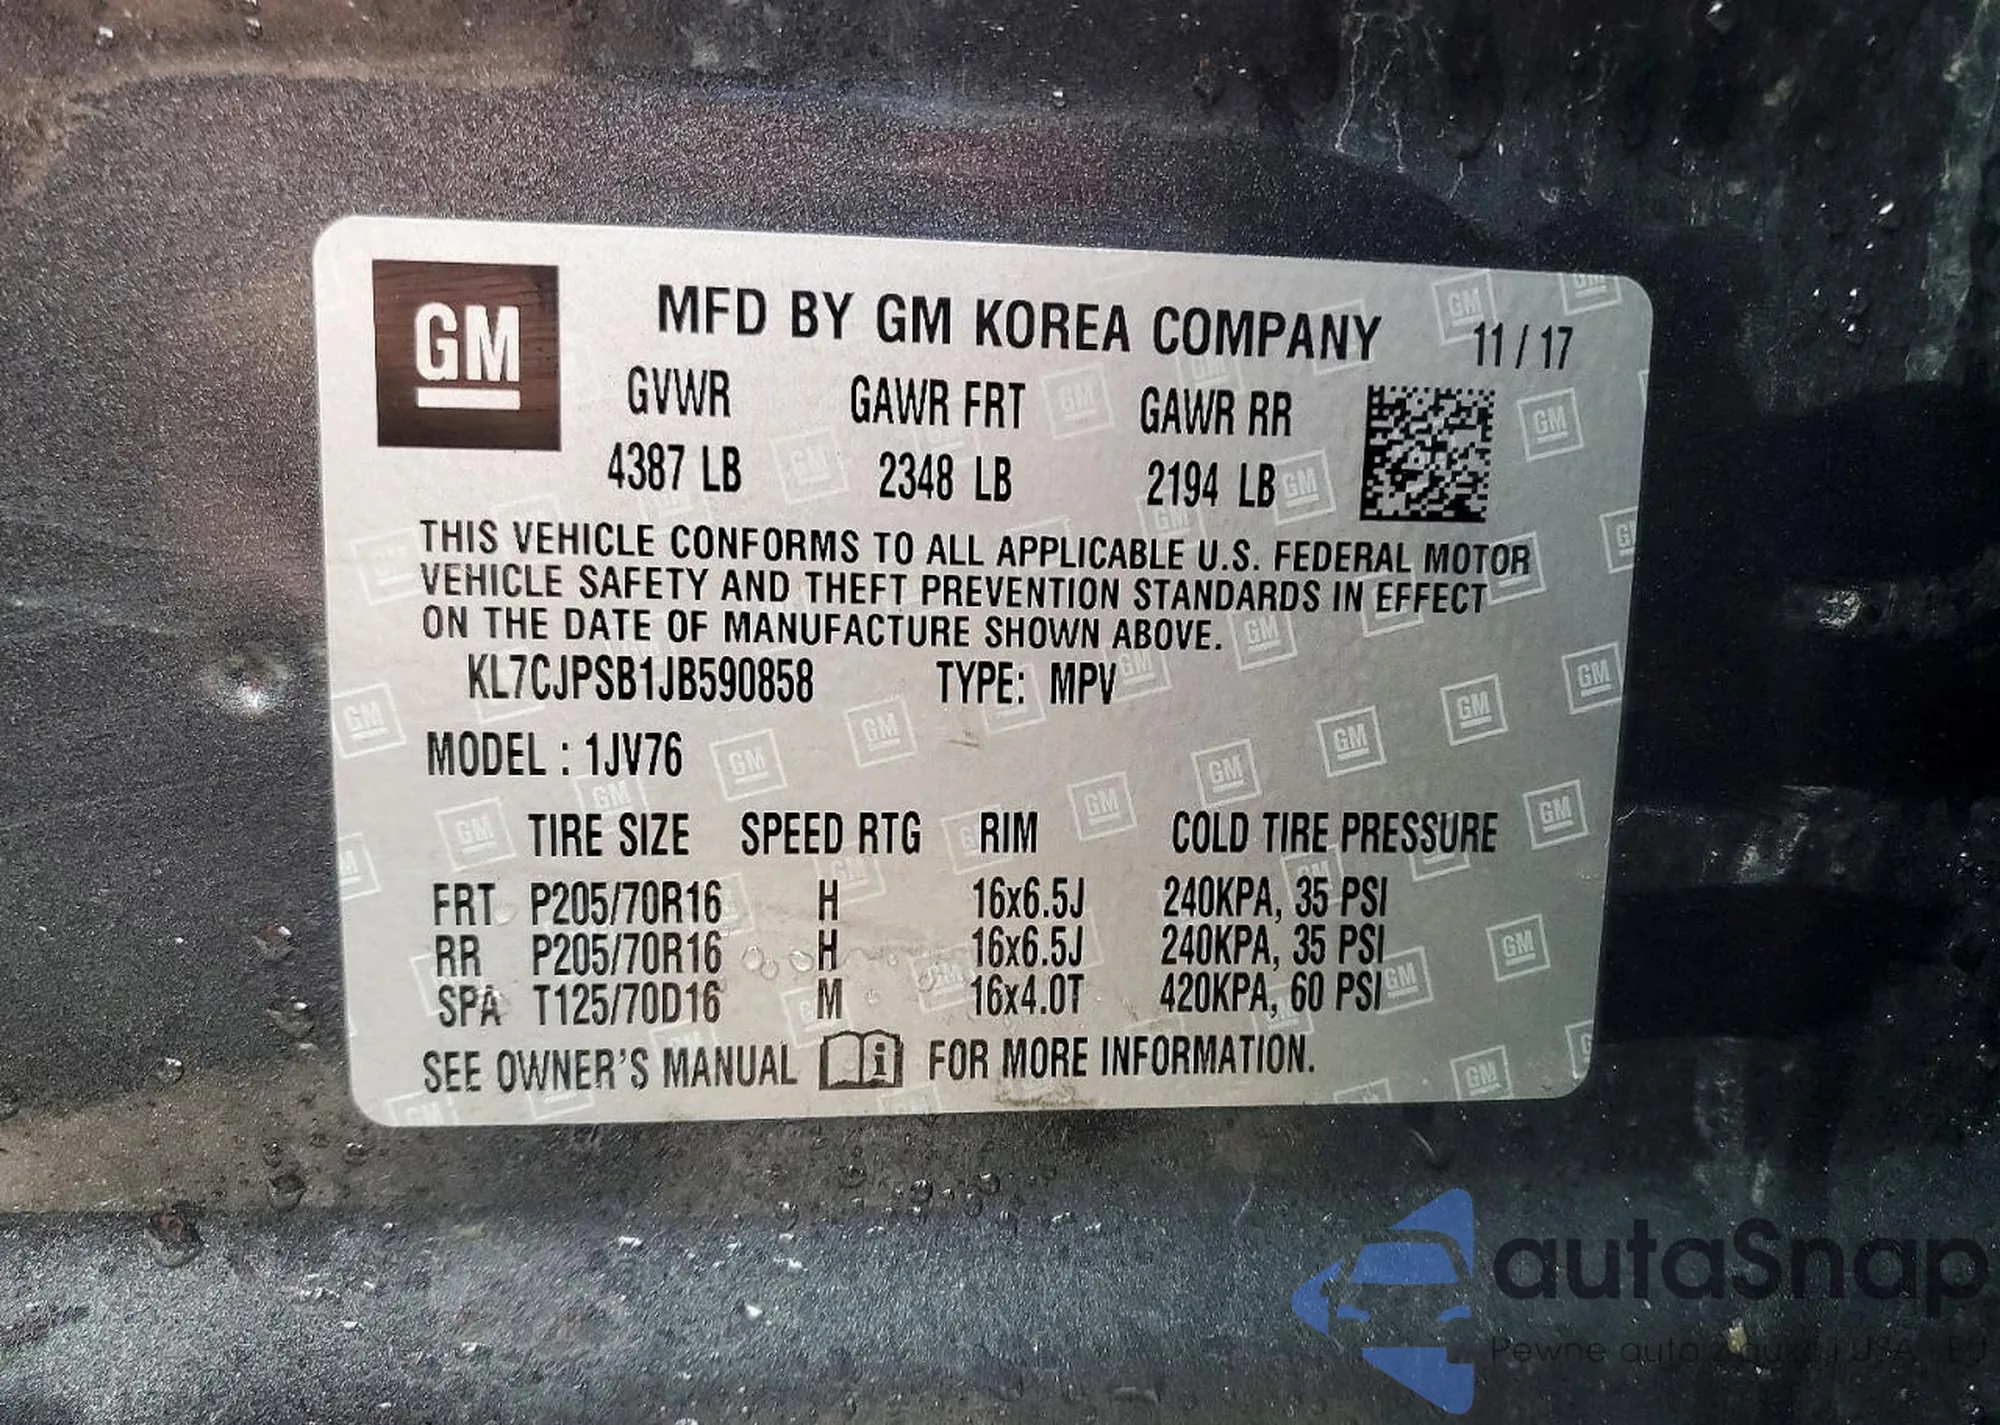 GM
MFD BY GM KOREA COMPANY 11 / 17
GVWR GAWR FRT GAWR RR
4387 LB 2348 LB 2194 LB
THIS VEHICLE CONFORMS TO ALL APPLICABLE U.S. FEDERAL MOTOR
VEHICLE SAFETY AND THEFT PREVENTION STANDARDS IN EFFECT
ON THE DATE OF MANUFACTURE SHOWN ABOVE.
KL7CJPSB1JB590858 TYPE: MPV
MODEL : 1JV76
TIRE SIZE SPEED RTG RIM COLD TIRE PRESSURE
FRT P205/70R16 H 16x6.5J 240KPA, 35 PSI
RR P205/70R16 H 16x6.5J 240KPA, 35 PSI
SPA T125/70D16 M 16x4.0T 420KPA, 60 PSI
SEE OWNER'S MANUAL i FOR MORE INFORMATION.
autaSnap
Pewne auta z USA